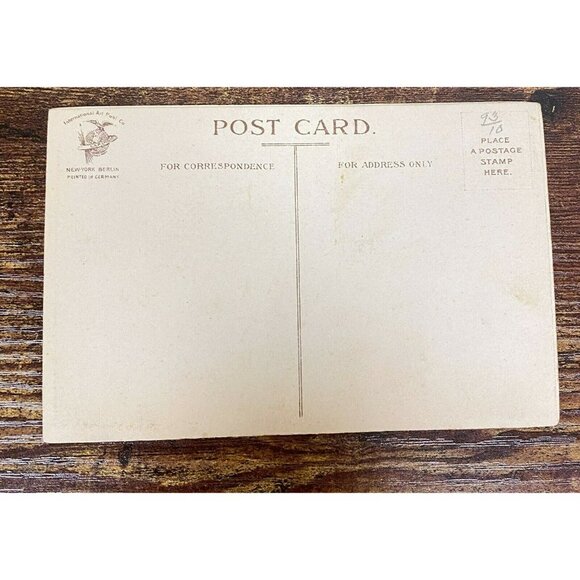 International Art Publ. Co.
NEW-YORK BERLIN
PRINTED IN GERMANY
POST CARD.
FOR CORRESPONDENCE
FOR ADDRESS ONLY
93
10
PLACE
A POSTAGE
STAMP
HERE.